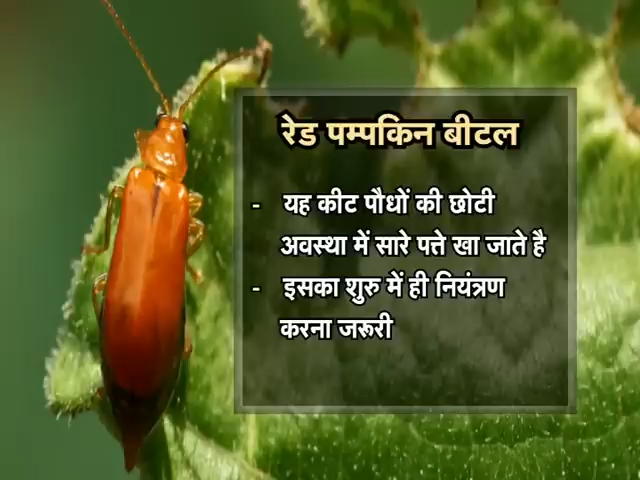 रेड पम्पकिन बीटल
- यह कीट पौधों की छोटी
अवस्था में सारे पत्ते खा जाते है
- इसका शुरु में ही नियंत्रण
करना जरूरी